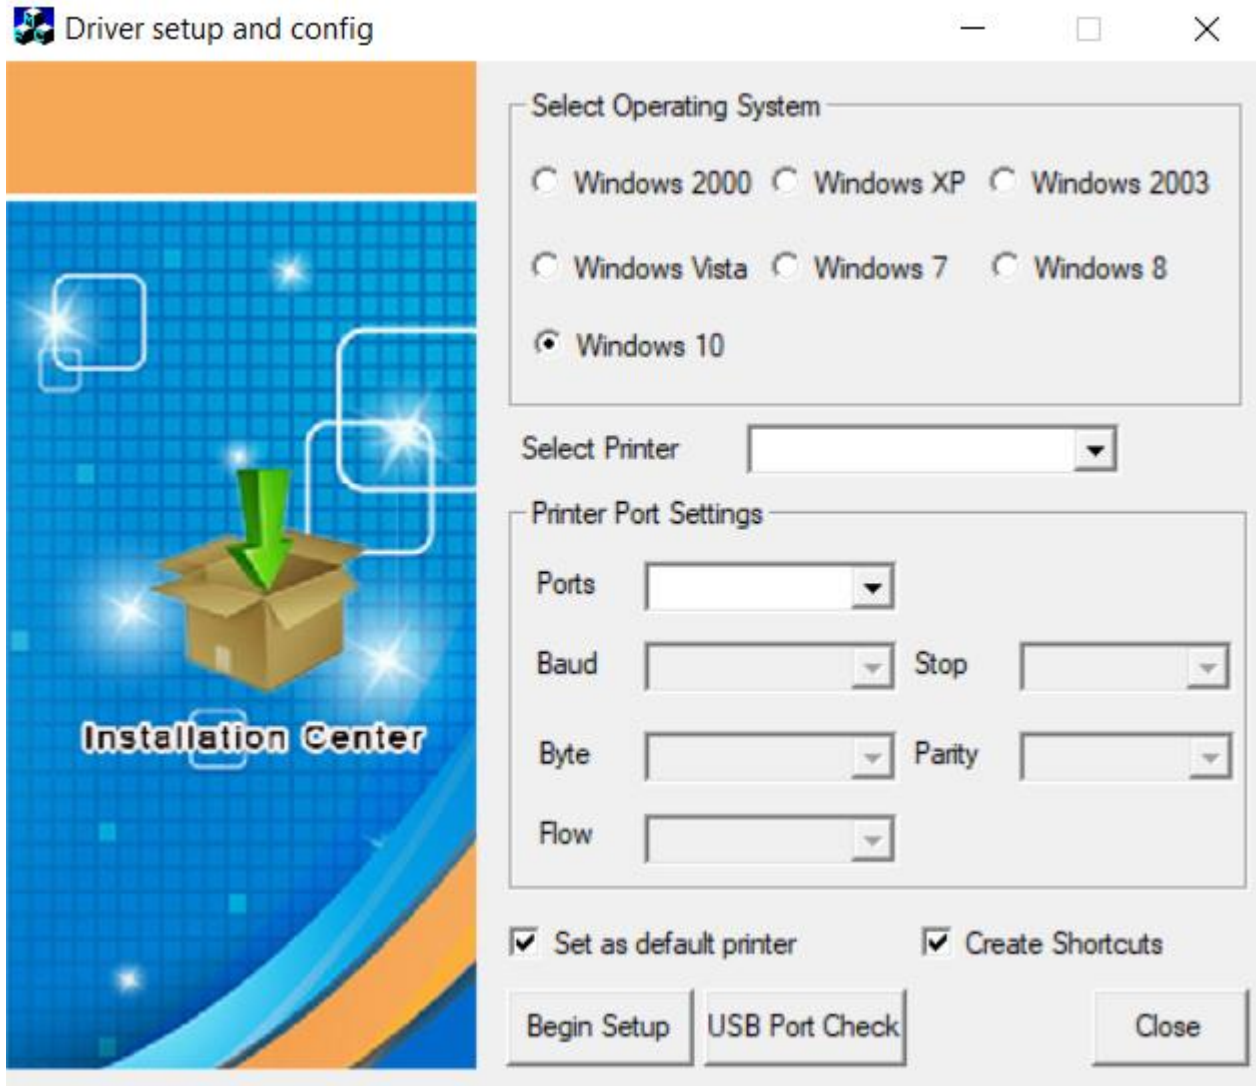 Driver setup and config
Select Operating System
Windows 2000 Windows XP Windows 2003
Windows Vista Windows 7 Windows 8
Windows 10
Select Printer
Printer Port Settings
Ports
Baud Stop
Byte Parity
Flow
Installation Center
Set as default printer Create Shortcuts
Begin Setup USB Port Check Close